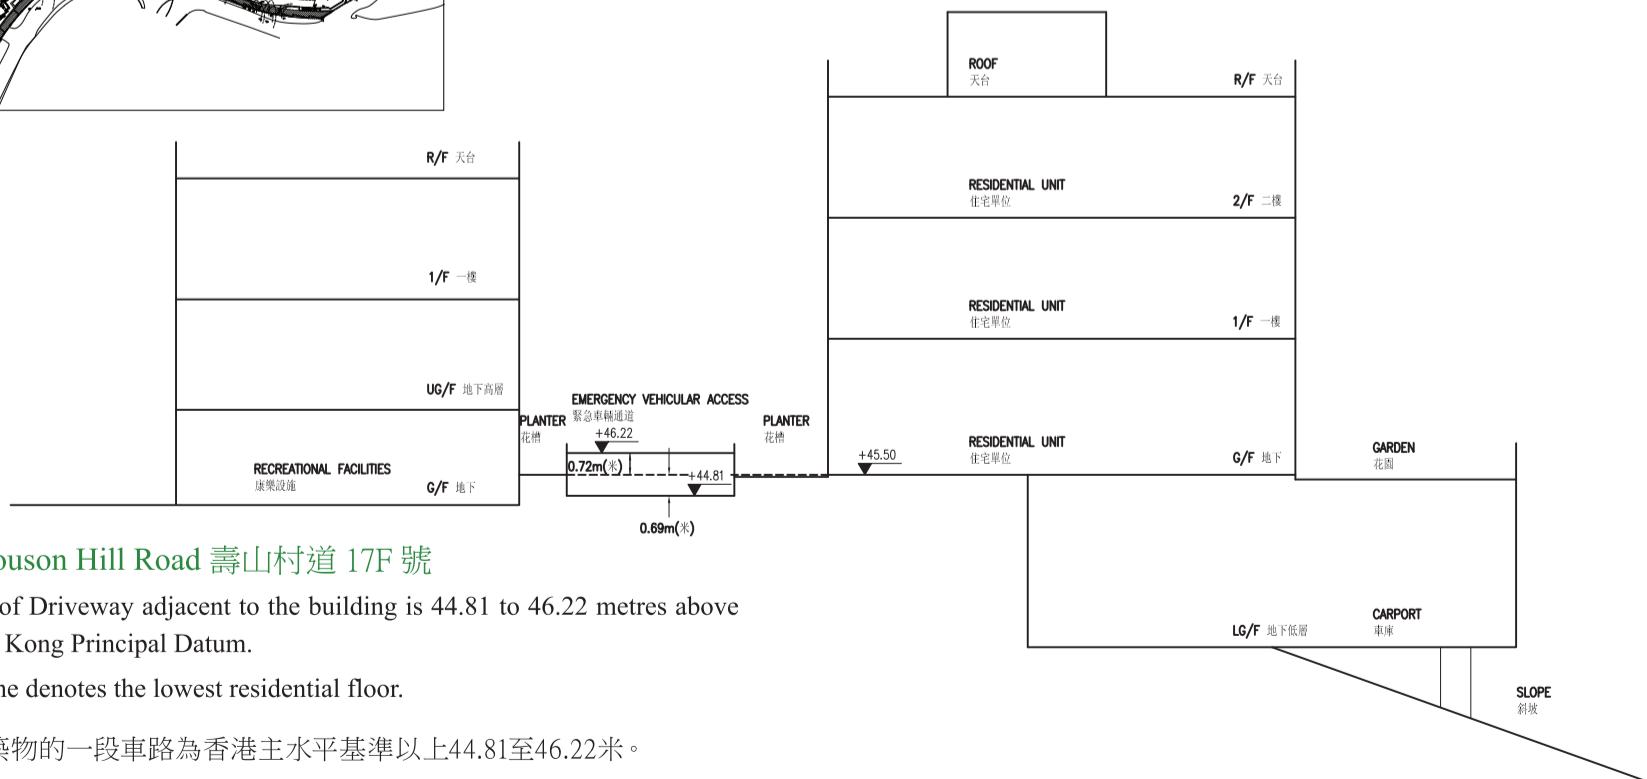 ROOF
天台
R/F 天台
RESIDENTIAL UNIT
住宅單位
2/F 二樓
RESIDENTIAL UNIT
住宅單位
1/F 一樓
RESIDENTIAL UNIT
住宅單位
G/F 地下
+45.50
GARDEN
花園
CARPORT
車庫
LG/F 地下低層
SLOPE
斜坡
R/F 天台
1/F 一樓
UG/F 地下高層
RECREATIONAL FACILITIES
康樂設施
G/F 地下
PLANTER
花槽
EMERGENCY VEHICULAR ACCESS
緊急車輛通道
+46.22
0.72m(米)
+44.81
0.69m(米)
PLANTER
花槽
ouson Hill Road 壽山村道 17F 號
of Driveway adjacent to the building is 44.81 to 46.22 metres above
Kong Principal Datum.
ne denotes the lowest residential floor.
築物的一段車路為香港主水平基準以上44.81至46.22米。